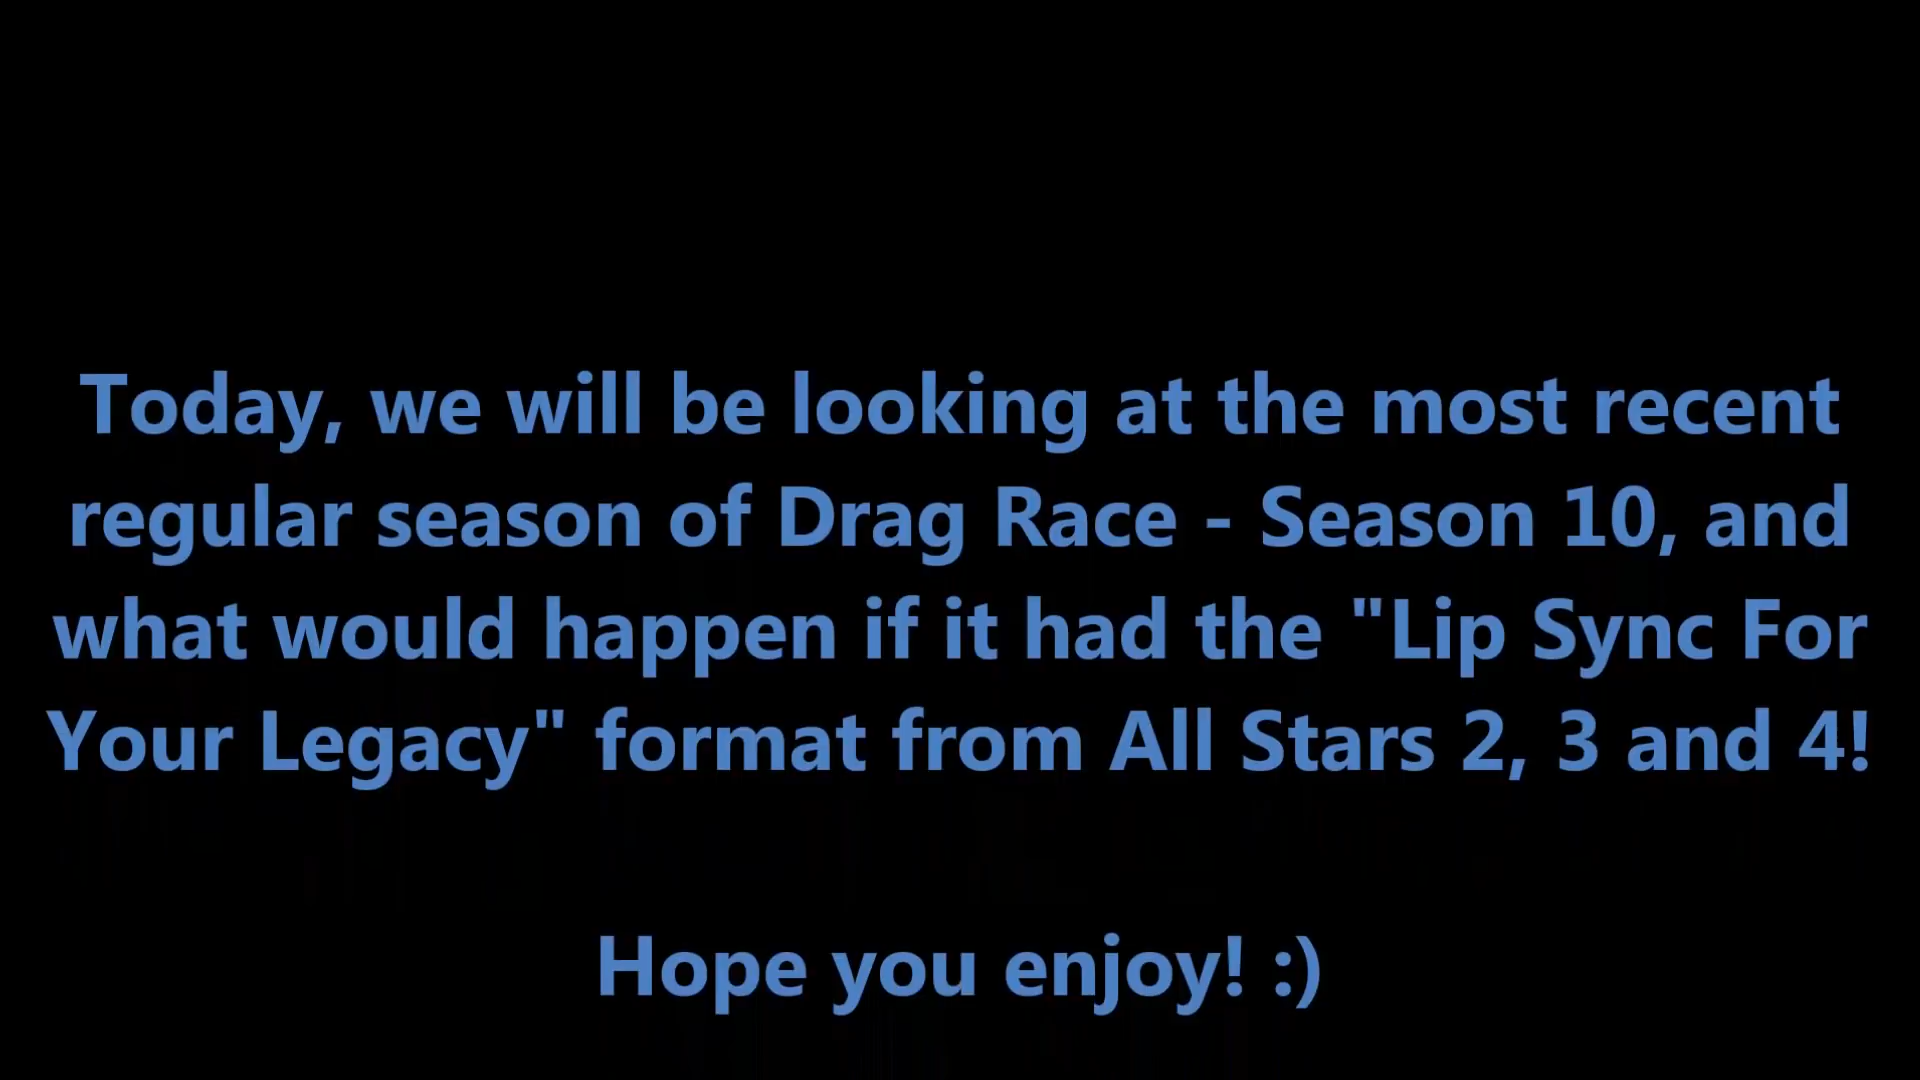 Today, we will be looking at the most recent
regular season of Drag Race - Season 10, and
what would happen if it had the "Lip Sync For
Your Legacy" format from All Stars 2, 3 and 4!
Hope you enjoy! :)